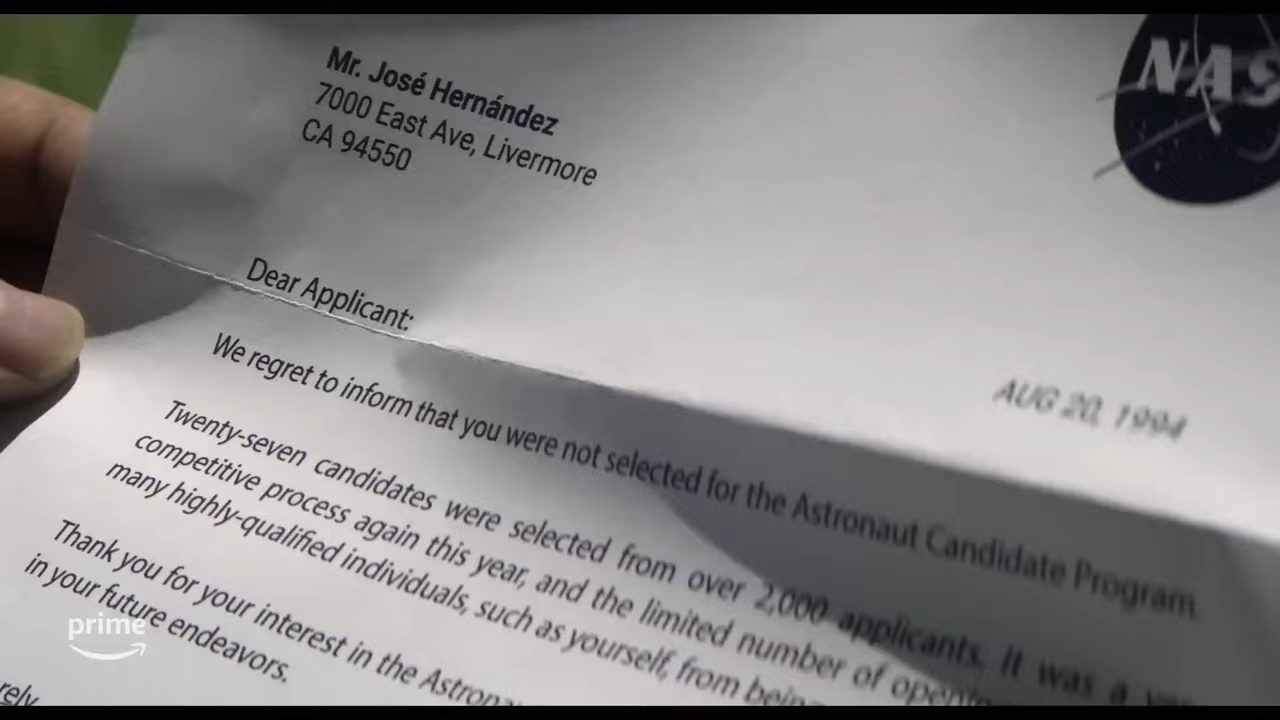 Mr. José Hernández
7000 East Ave, Livermore
CA 94550
NAS
AUG 20, 1994
Dear Applicant:
We regret to inform that you were not selected for the Astronaut Candidate Program.
Twenty-seven candidates were selected from over 2,000 applicants. It was a
competitive process again this year, and the limited number of
many highly-qualified individuals, such as yourself, from being
Thank you for your interest in the
in your future endeavors.
prime